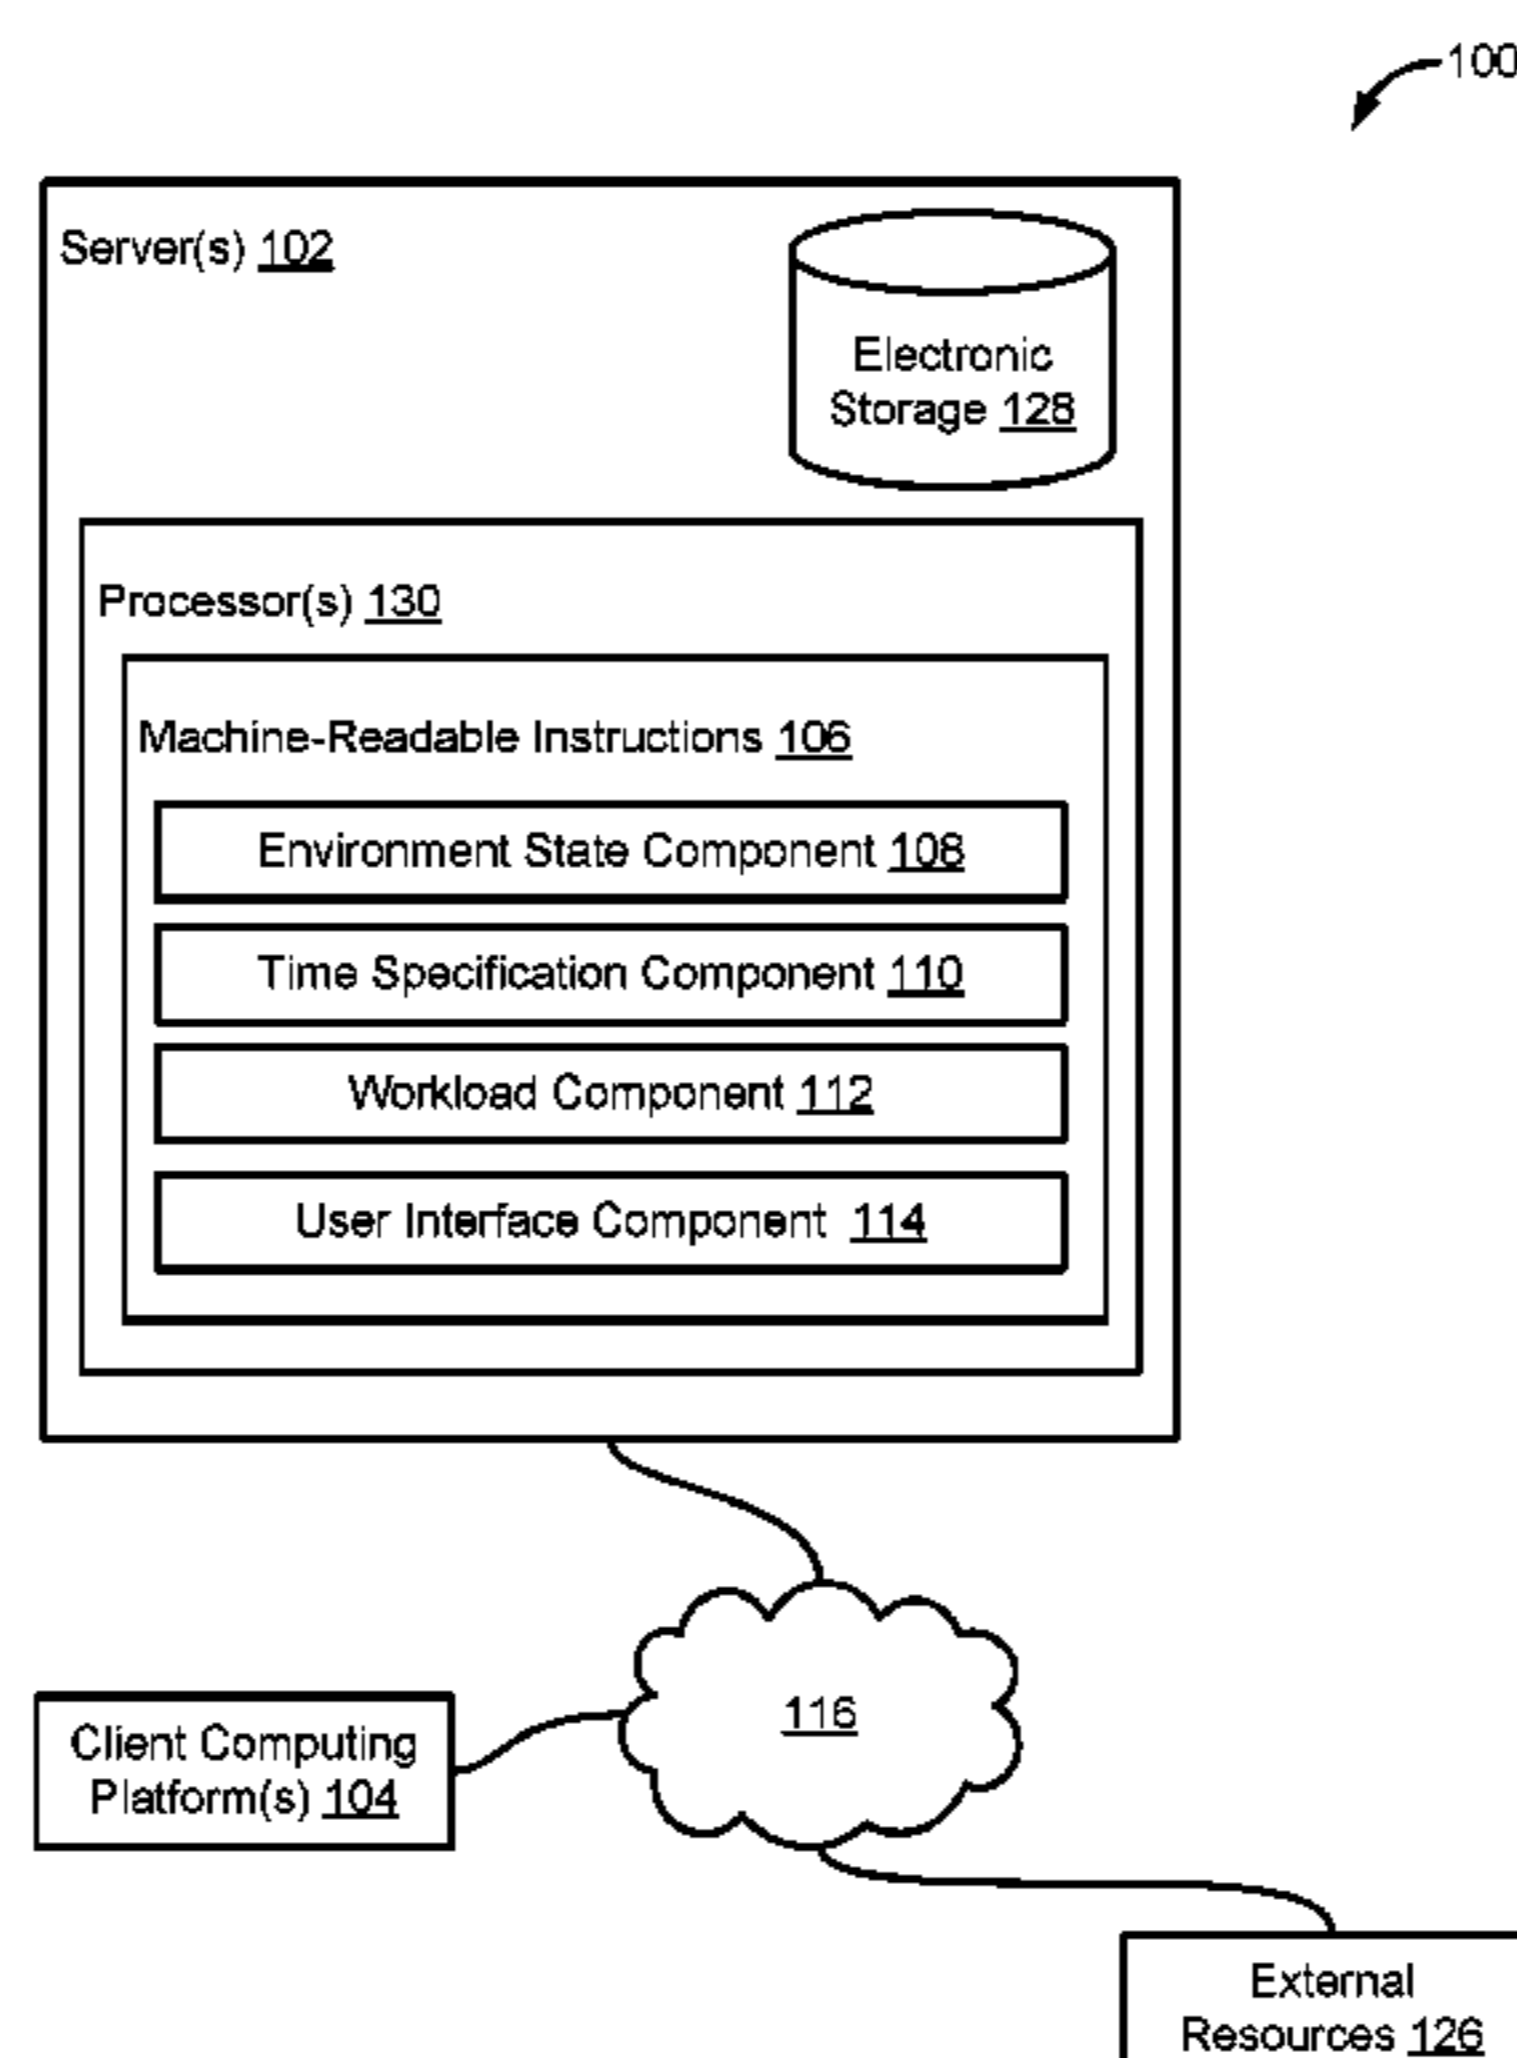 100
Server(s) 102
Electronic
Storage 128
Processor(s) 130
Machine-Readable Instructions 106
Environment State Component 108
Time Specification Component 110
Workload Component 112
User Interface Component 114
116
Client Computing
Platform(s) 104
External
Resources 126